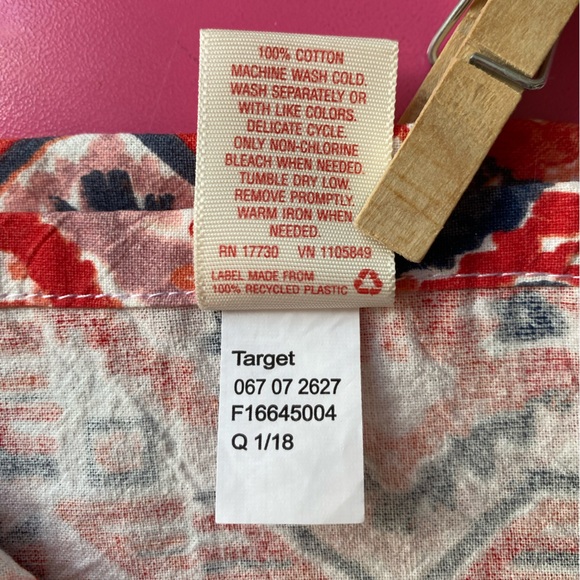 100% COTTON
MACHINE WASH COLD.
WASH SEPARATELY OR
WITH LIKE COLORS.
DELICATE CYCLE.
ONLY NON-CHLORINE
BLEACH WHEN NEEDED.
TUMBLE DRY LOW.
REMOVE PROMPTLY.
WARM IRON WHEN
NEEDED.
RN 17730 VN 1105849
LABEL MADE FROM
100% RECYCLED PLASTIC
Target
067 07 2627
F16645004
Q 1/18